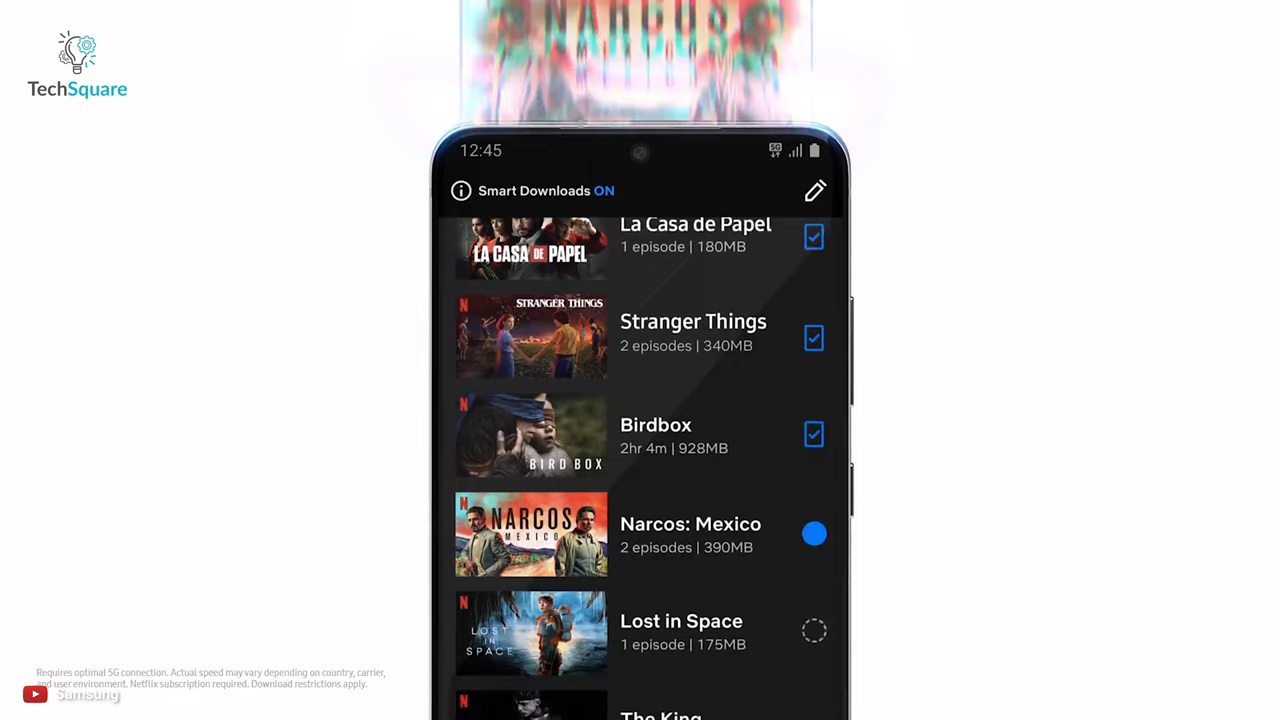 NARCOS
TechSquare
12:45
5G
Smart Downloads ON
La Casa de Papel
1 episode | 180MB
LA CASA DE PAPEL
N
STRANGER THINGS
Stranger Things
2 episodes | 340MB
N
Birdbox
2hr 4m | 928MB
BIRD BOX
N
NARCOS
MEXICO
Narcos: Mexico
2 episodes | 390MB
N
LOST
IN
SPACE
Lost in Space
1 episode | 175MB
N
The King
Requires optimal 5G connection. Actual speed may vary depending on country, carrier,
and user environment. Netflix subscription required. Download restrictions apply.
Samsung